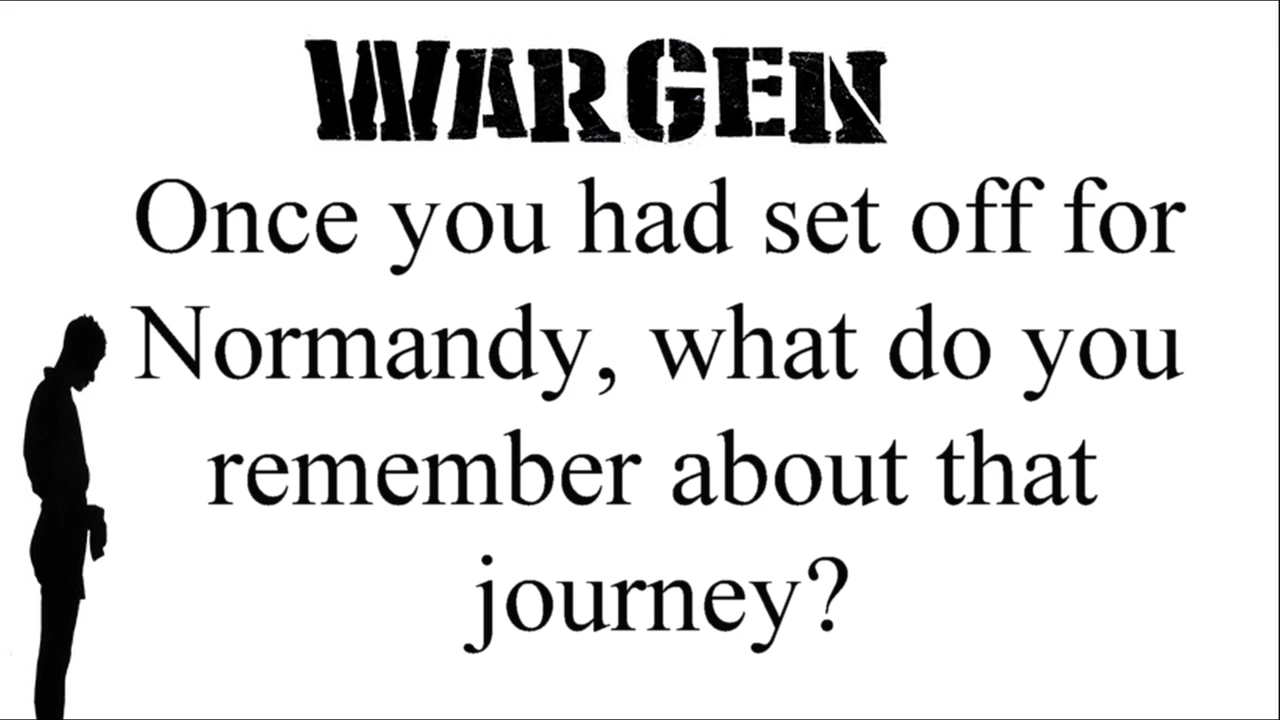 WARGEN
Once you had set off for
Normandy, what do you
remember about that
journey?